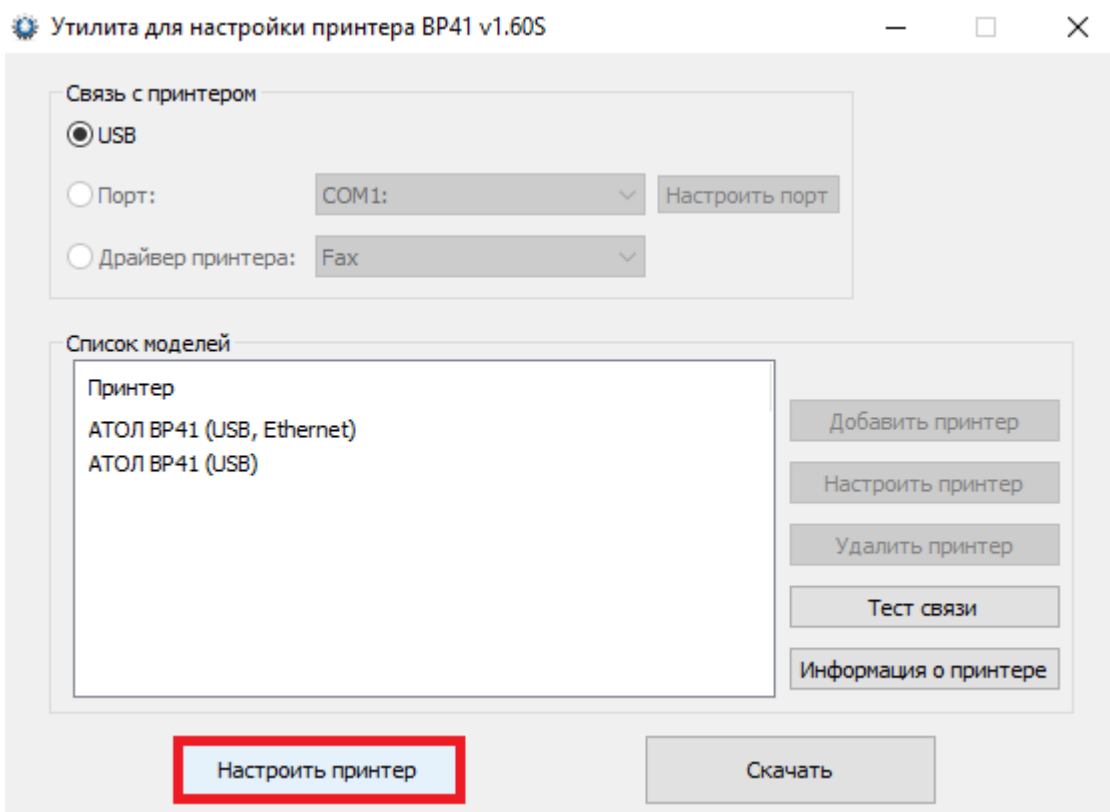 Утилита для настройки принтера BP41 v1.60S
Связь с принтером
USB
Порт:
COM1:
Настроить порт
Драйвер принтера:
Fax
Список моделей
Принтер
АТОЛ BP41 (USB, Ethernet)
АТОЛ BP41 (USB)
Добавить принтер
Настроить принтер
Удалить принтер
Тест связи
Информация о принтере
Настроить принтер
Скачать